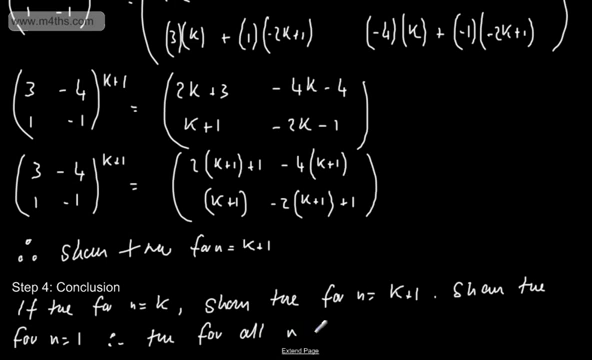 www.m4ths.com
( 1 -1 )
(3)(k) + (1)(-2k+1) (-4)(k) + (-1)(-2k+1)
( 3 -4 )^k+1 = ( 2k+3 -4k-4 )
( 1 -1 ) ( k+1 -2k-1 )
( 3 -4 )^k+1 = ( 2(k+1)+1 -4(k+1) )
( 1 -1 ) ( (k+1) -2(k+1)+1 )
∴ shown true for n=k+1
Step 4: Conclusion
If true for n=k, shown true for n=k+1. Shown true
for n=1 ∴ true for all n
Extend Page